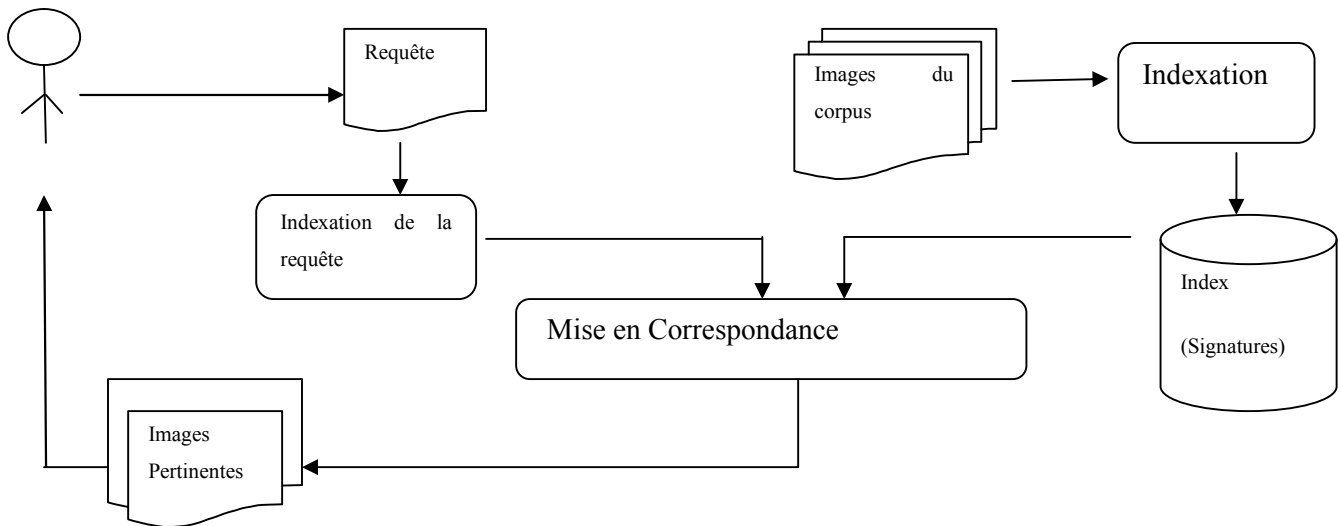 Requête
Images du
corpus
Indexation
Indexation de la
requête
Index
(Signatures)
Mise en Correspondance
Images
Pertinentes